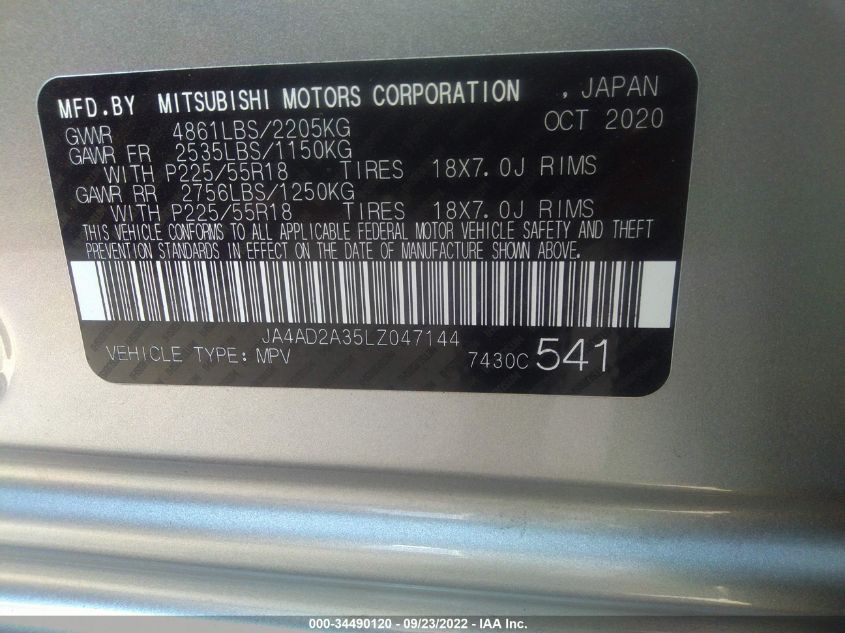 MFD.BY MITSUBISHI MOTORS CORPORATION , JAPAN
GVWR 4861LBS/2205KG OCT 2020
GAWR FR 2535LBS/1150KG
WITH P225/55R18 TIRES 18X7.0J RIMS
GAWR RR 2756LBS/1250KG
WITH P225/55R18 TIRES 18X7.0J RIMS
THIS VEHICLE CONFORMS TO ALL APPLICABLE FEDERAL MOTOR VEHICLE SAFETY AND THEFT
PREVENTION STANDARDS IN EFFECT ON THE DATE OF MANUFACTURE SHOWN ABOVE.
JA4AD2A35LZ047144
VEHICLE TYPE: MPV 7430C 541
000-34490120 - 09/23/2022 - IAA Inc.